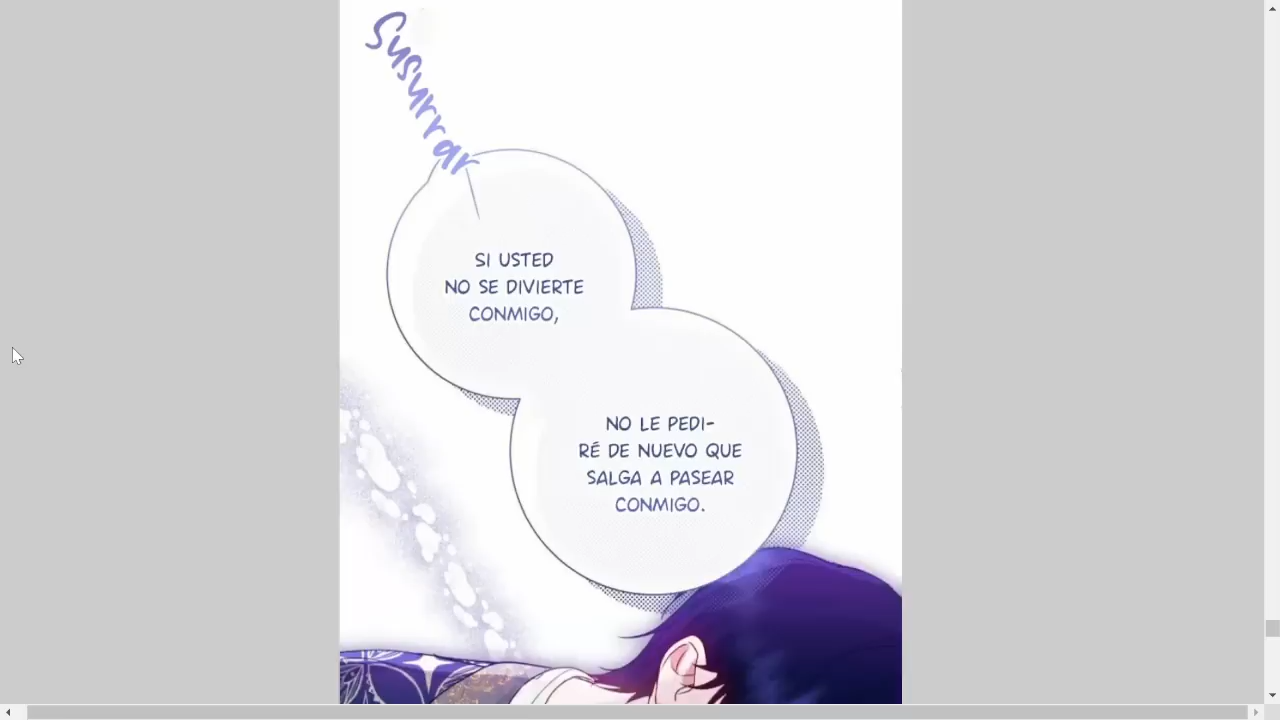 Susurrar
SI USTED
NO SE DIVIERTE
CONMIGO,
NO LE PEDI-
RÉ DE NUEVO QUE
SALGA A PASEAR
CONMIGO.